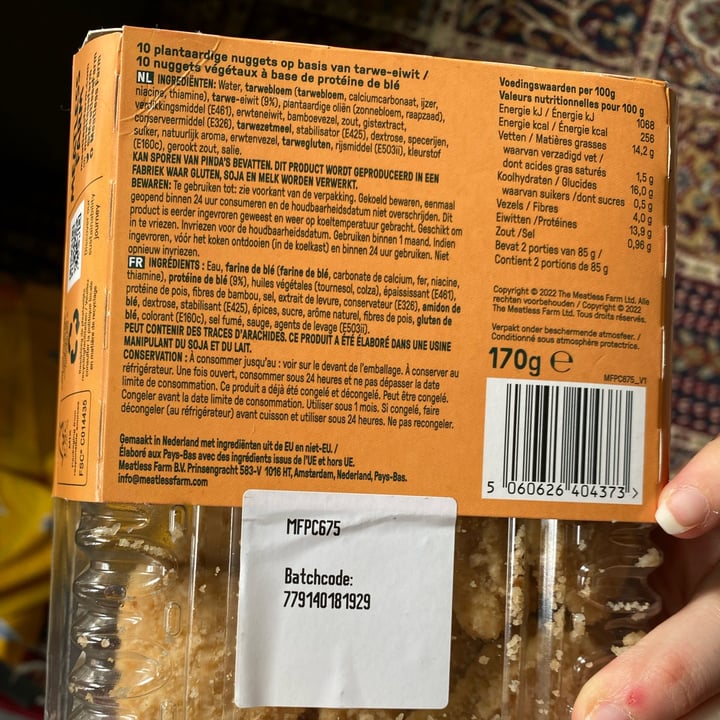 10 plantaardige nuggets op basis van tarwe-eiwit /
10 nuggets végétaux à base de protéine de blé
NL INGREDIËNTEN: Water, tarwebloem (tarwebloem, calciumcarbonaat, ijzer,
niacine, thiamine), tarwe-eiwit (9%), plantaardige oliën (zonnebloem, raapzaad),
verdikkingsmiddel (E461), erwteneiwit, bamboevezel, zout, gistextract,
conserveermiddel (E326), tarwezetmeel, stabilisator (E425), dextrose, specerijen,
suiker, natuurlijk aroma, erwtenvezel, tarwegluten, rijsmiddel (E503ii), kleurstof
(E160c), gerookt zout, salie.
KAN SPOREN VAN PINDA'S BEVATTEN. DIT PRODUCT WORDT GEPRODUCEERD IN EEN
FABRIEK WAAR GLUTEN, SOJA EN MELK WORDEN VERWERKT.
BEWAREN: Te gebruiken tot: zie voorkant van de verpakking. Gekoeld bewaren, eenmaal
geopend binnen 24 uur consumeren en de houdbaarheidsdatum niet overschrijden. Dit
product is eerder ingevroren geweest en weer op koeltemperatuur gebracht. Geschikt om
in te vriezen. Invriezen voor de houdbaarheidsdatum. Gebruiken binnen 1 maand. Indien
ingevroren, vóór het koken ontdooien (in de koelkast) en binnen 24 uur gebruiken. Niet
opnieuw invriezen.
FR INGRÉDIENTS : Eau, farine de blé (farine de blé, carbonate de calcium, fer, niacine,
thiamine), protéine de blé (9%), huiles végétales (tournesol, colza), épaississant (E461),
protéine de pois, fibres de bambou, sel, extrait de levure, conservateur (E326), amidon de
blé, dextrose, stabilisant (E425), épices, sucre, arôme naturel, fibres de pois, gluten de
blé, colorant (E160c), sel fumé, sauge, agents de levage (E503ii).
PEUT CONTENIR DES TRACES D'ARACHIDES. CE PRODUIT A ÉTÉ ÉLABORÉ DANS UNE USINE
MANIPULANT DU SOJA ET DU LAIT.
CONSERVATION : À consommer jusqu'au : voir sur le devant de l'emballage. À conserver au
réfrigérateur. Une fois ouvert, consommer sous 24 heures et ne pas dépasser la date
limite de consommation. Ce produit a déjà été congelé et décongelé. Peut être congelé.
Congeler avant la date limite de consommation. Utiliser sous 1 mois. Si congelé, faire
décongeler (au réfrigérateur) avant cuisson et utiliser sous 24 heures. Ne pas recongeler.
Gemaakt in Nederland met ingrediënten uit de EU en niet-EU. /
Élaboré aux Pays-Bas avec des ingrédients issus de l'UE et hors UE.
Meatless Farm B.V. Prinsengracht 583-V 1016 HT, Amsterdam, Nederland, Pays-Bas.
info@meatlessfarm.com
Voedingswaarden per 100g
Valeurs nutritionnelles pour 100 g
Energie kJ / Énergie kJ 1068
Energie kcal / Énergie kcal 256
Vetten / Matières grasses 14,2 g
waarvan verzadigd vet /
dont acides gras saturés 1,5 g
Koolhydraten / Glucides 16,0 g
waarvan suikers /dont sucres 0,5 g
Vezels / Fibres 4,0 g
Eiwitten /Protéines 13,8 g
Zout /Sel 0,96 g
Bevat 2 porties van 85 g /
Contient 2 portions de 85 g
Copyright © 2022 The Meatless Farm Ltd. Alle
rechten voorbehouden / Copyright © 2022
The Meatless Farm Ltd. Tous droits réservés.
Verpakt onder beschermende atmosfeer. /
Conditionné sous atmosphère protectrice.
170g ℮
MFPC675_V1
5 060626 404373 >
FSC® C014435
journey
MFPC675
Batchcode:
779140181929